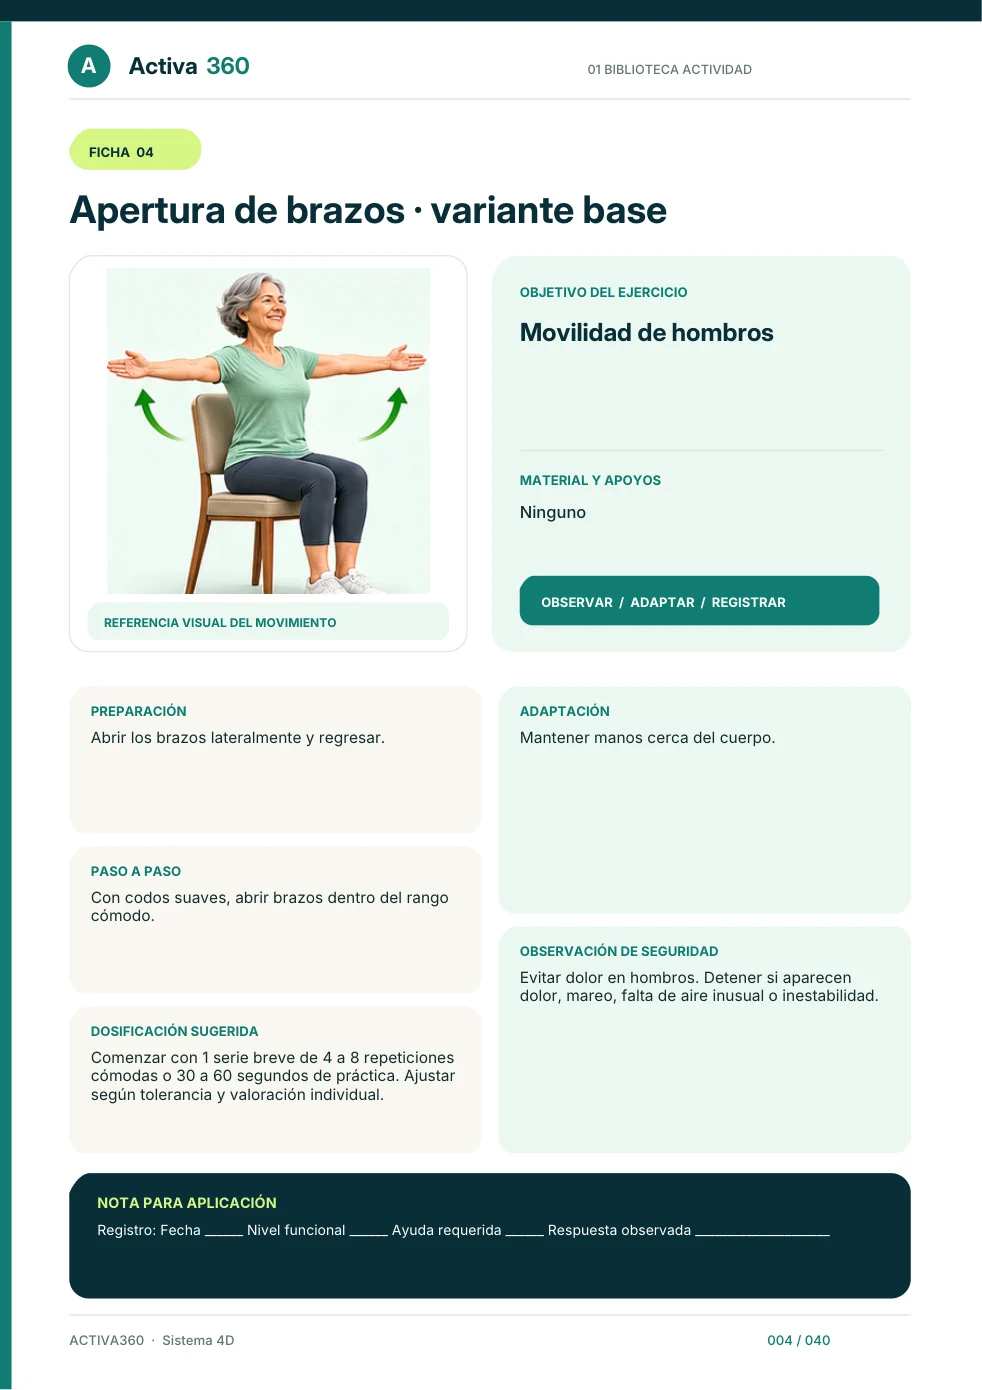 A Activa 360
01 BIBLIOTECA ACTIVIDAD
FICHA 04
Apertura de brazos · variante base
REFERENCIA VISUAL DEL MOVIMIENTO
OBJETIVO DEL EJERCICIO
Movilidad de hombros
MATERIAL Y APOYOS
Ninguno
OBSERVAR / ADAPTAR / REGISTRAR
PREPARACIÓN
Abrir los brazos lateralmente y regresar.
PASO A PASO
Con codos suaves, abrir brazos dentro del rango
cómodo.
DOSIFICACIÓN SUGERIDA
Comenzar con 1 serie breve de 4 a 8 repeticiones
cómodas o 30 a 60 segundos de práctica. Ajustar
según tolerancia y valoración individual.
ADAPTACIÓN
Mantener manos cerca del cuerpo.
OBSERVACIÓN DE SEGURIDAD
Evitar dolor en hombros. Detener si aparecen
dolor, mareo, falta de aire inusual o inestabilidad.
NOTA PARA APLICACIÓN
Registro: Fecha ______ Nivel funcional ______ Ayuda requerida ______ Respuesta observada _____________________
ACTIVA360 · Sistema 4D
004 / 040